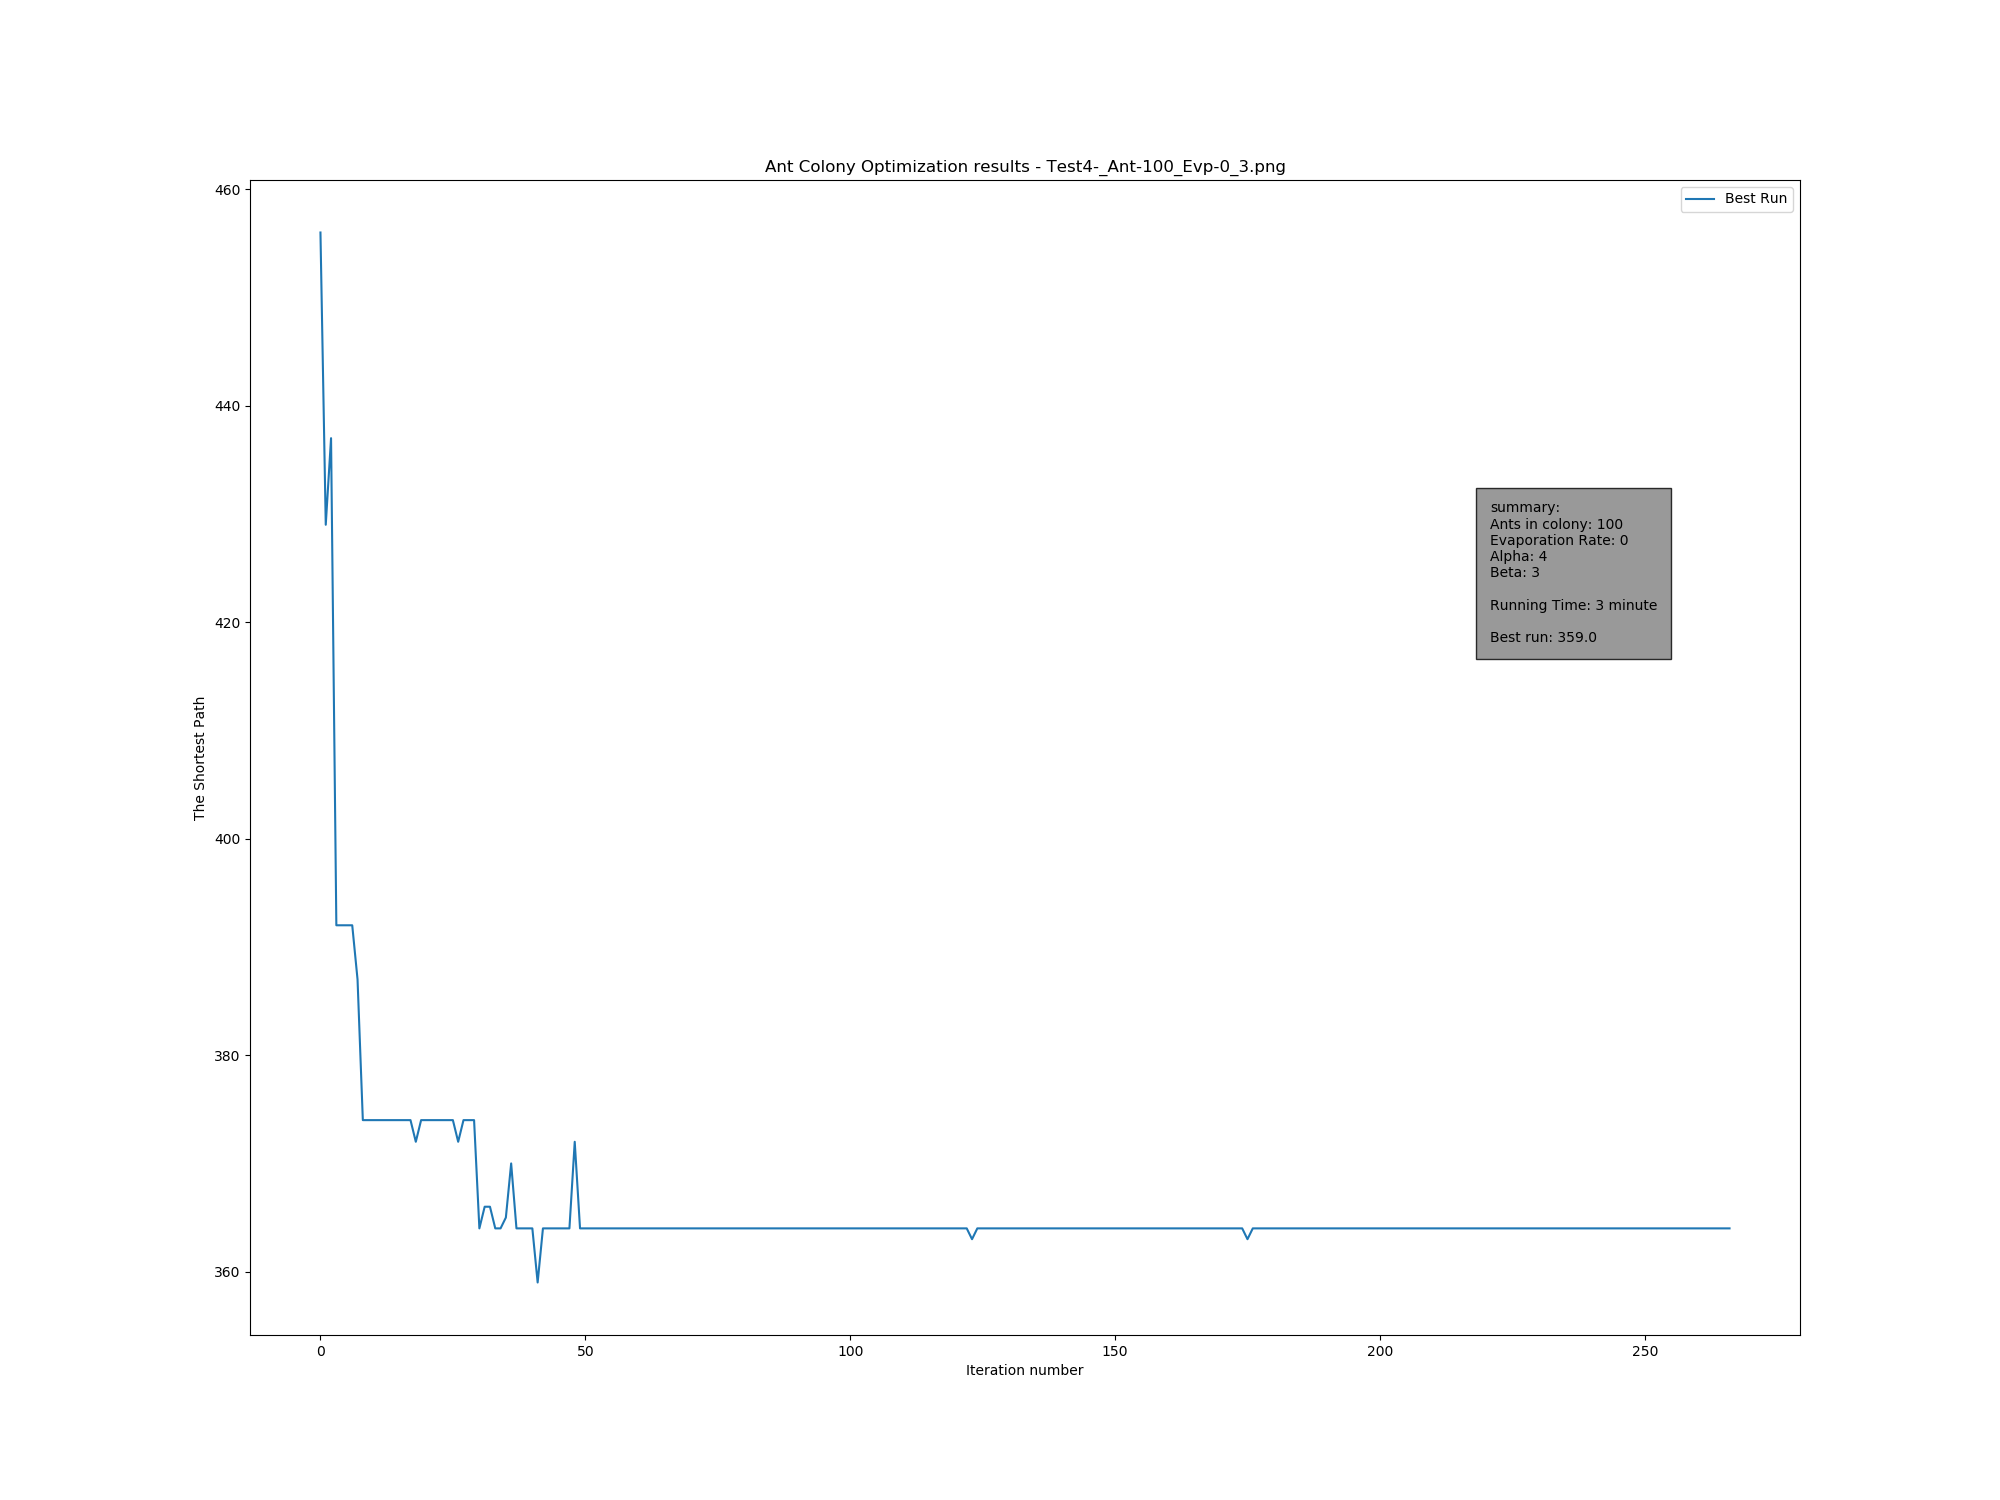 Ant Colony Optimization results - Test4-_Ant-100_Evp-0_3.png
460
440
420
400
380
360
The Shortest Path
Best Run
summary:
Ants in colony: 100
Evaporation Rate: 0
Alpha: 4
Beta: 3
Running Time: 3 minute
Best run: 359.0
0
50
100
150
200
250
Iteration number